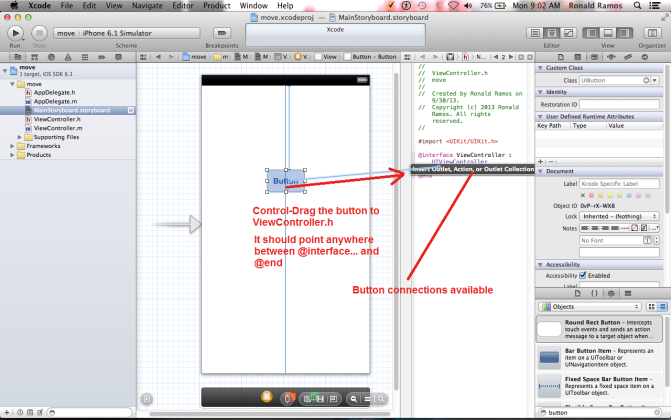 Xcode File Edit View Navigate Editor Product Window Help 76% Mon 9:02 AM Ronald Ramos
move.xcodeproj — MainStoryboard.storyboard
Run Stop move iPhone 6.1 Simulator Scheme Breakpoints Xcode Editor View Organizer
move m M M V. V View Button - Button h N... 2
move
1 target, iOS SDK 6.1
move
AppDelegate.h
AppDelegate.m
MainStoryboard.storyboard
ViewController.h
ViewController.m
Supporting Files
Frameworks
Products
Button
Control-Drag the button to
ViewController.h
It should point anywhere
between @interface... and
@end
Button connections available
//
// ViewController.h
// move
//
// Created by Ronald Ramos on
9/30/13.
// Copyright (c) 2013 Ronald
Ramos. All rights
reserved.
//
#import <UIKit/UIKit.h>
@interface ViewController :
UIViewController
Insert Outlet, Action, or Outlet Collection
@end
Custom Class
Class UIButton
Identity
Restoration ID
User Defined Runtime Attributes
Key Path Type Value
Document
Label Xcode Specific Label
Object ID 0vP-rX-WX8
Lock Inherited - (Nothing)
Notes
No Font
Accessibility
Accessibility Enabled
Label
Objects
Round Rect Button - Intercepts
touch events and sends an action
message to a target object when...
Bar Button Item - Represents
an item on a UIToolbar or
UINavigationItem object.
Fixed Space Bar Button Item -
Represents a fixed space item on
a UIToolbar object.
button